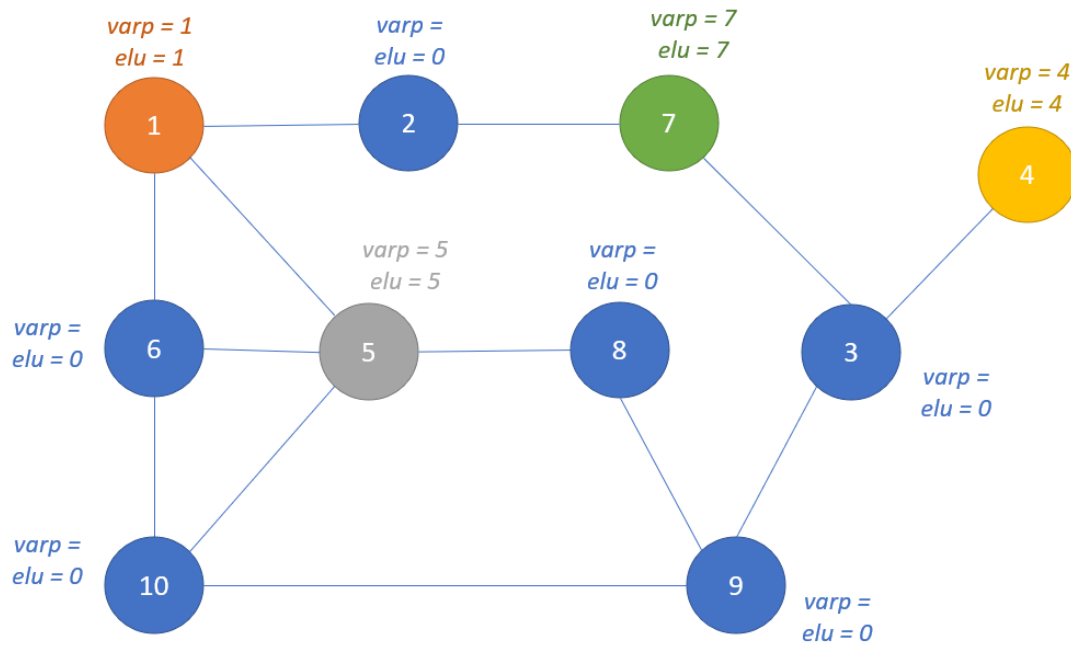 varp = 1
elu = 1
varp =
elu = 0
varp = 7
elu = 7
varp = 4
elu = 4
1
2
7
4
varp = 5
elu = 5
varp =
elu = 0
varp =
elu = 0
6
5
8
3
varp =
elu = 0
varp =
elu = 0
10
9
varp =
elu = 0